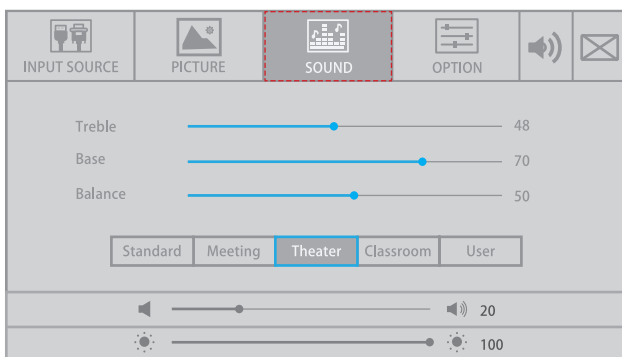 INPUT SOURCE PICTURE SOUND OPTION
Treble 48
Base 70
Balance 50
Standard Meeting Theater Classroom User
20
100